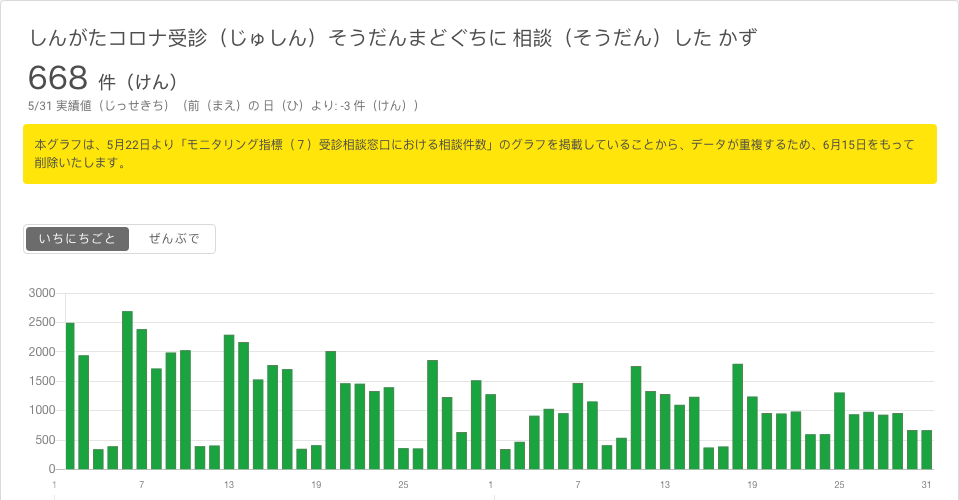 しんがたコロナ受診（じゅしん）そうだんまどぐちに 相談（そうだん）した かず
668 件（けん）
5/31 実績値（じっせきち）（前（まえ）の 日（ひ）より: -3 件（けん））
本グラフは、5月22日より「モニタリング指標（７）受診相談窓口における相談件数」のグラフを掲載していることから、データが重複するため、6月15日をもって
削除いたします。
いちにちごと ぜんぶで
3000
2500
2000
1500
1000
500
0
1 7 13 19 25 1 7 13 19 25 31